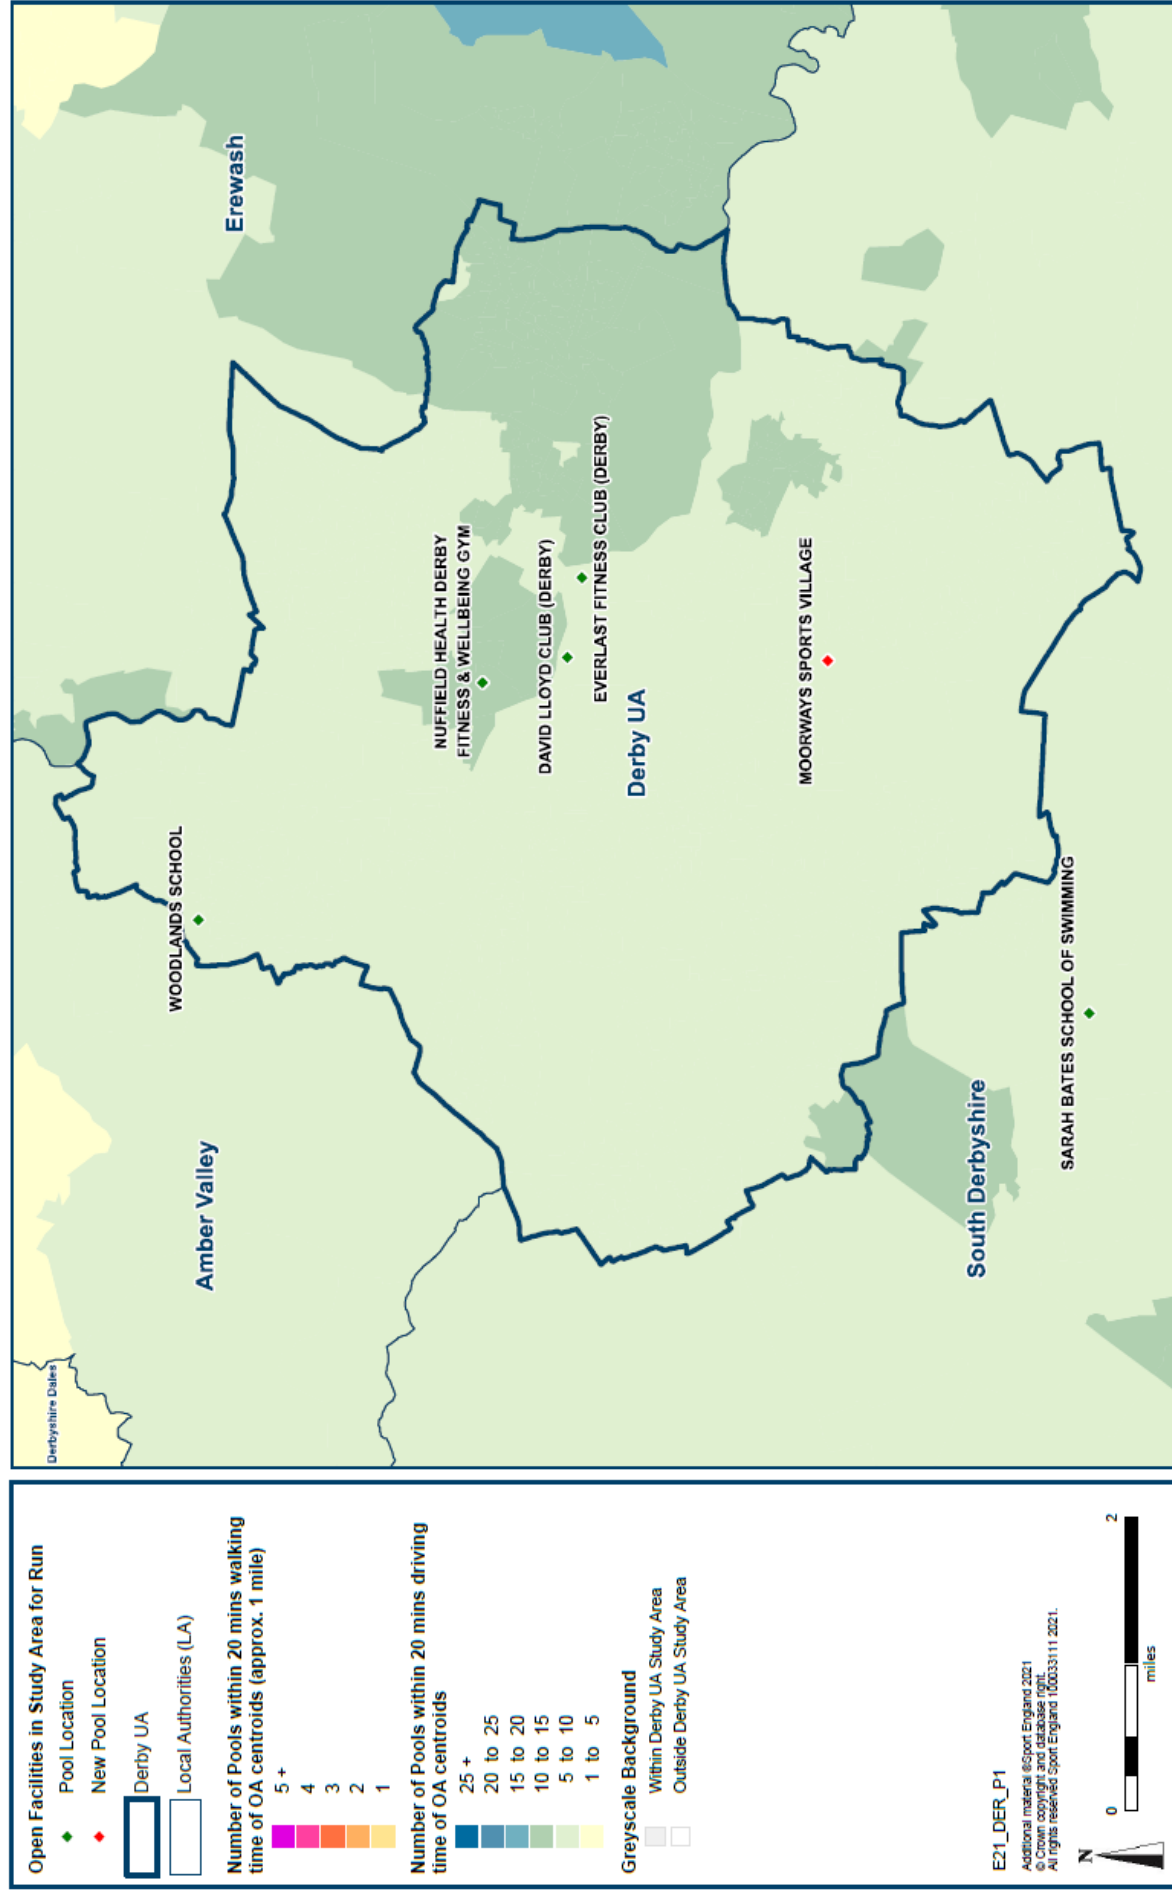 Open Facilities in Study Area for Run
Pool Location
New Pool Location
Derby UA
Local Authorities (LA)
Number of Pools within 20 mins walking
time of OA centroids (approx. 1 mile)
5 +
4
3
2
1
Number of Pools within 20 mins driving
time of OA centroids
25 +
20 to 25
15 to 20
10 to 15
5 to 10
1 to 5
Greyscale Background
Within Derby UA Study Area
Outside Derby UA Study Area
E21_DER_P1
Additional material ©Sport England 2021
© Crown copyright and database right.
All rights reserved Sport England 100033111 2021.
N
0
2
miles
Derbyshire Dales
Amber Valley
WOODLANDS SCHOOL
Erewash
NUFFIELD HEALTH DERBY
FITNESS & WELLBEING GYM
DAVID LLOYD CLUB (DERBY)
EVERLAST FITNESS CLUB (DERBY)
Derby UA
MOORWAYS SPORTS VILLAGE
South Derbyshire
SARAH BATES SCHOOL OF SWIMMING